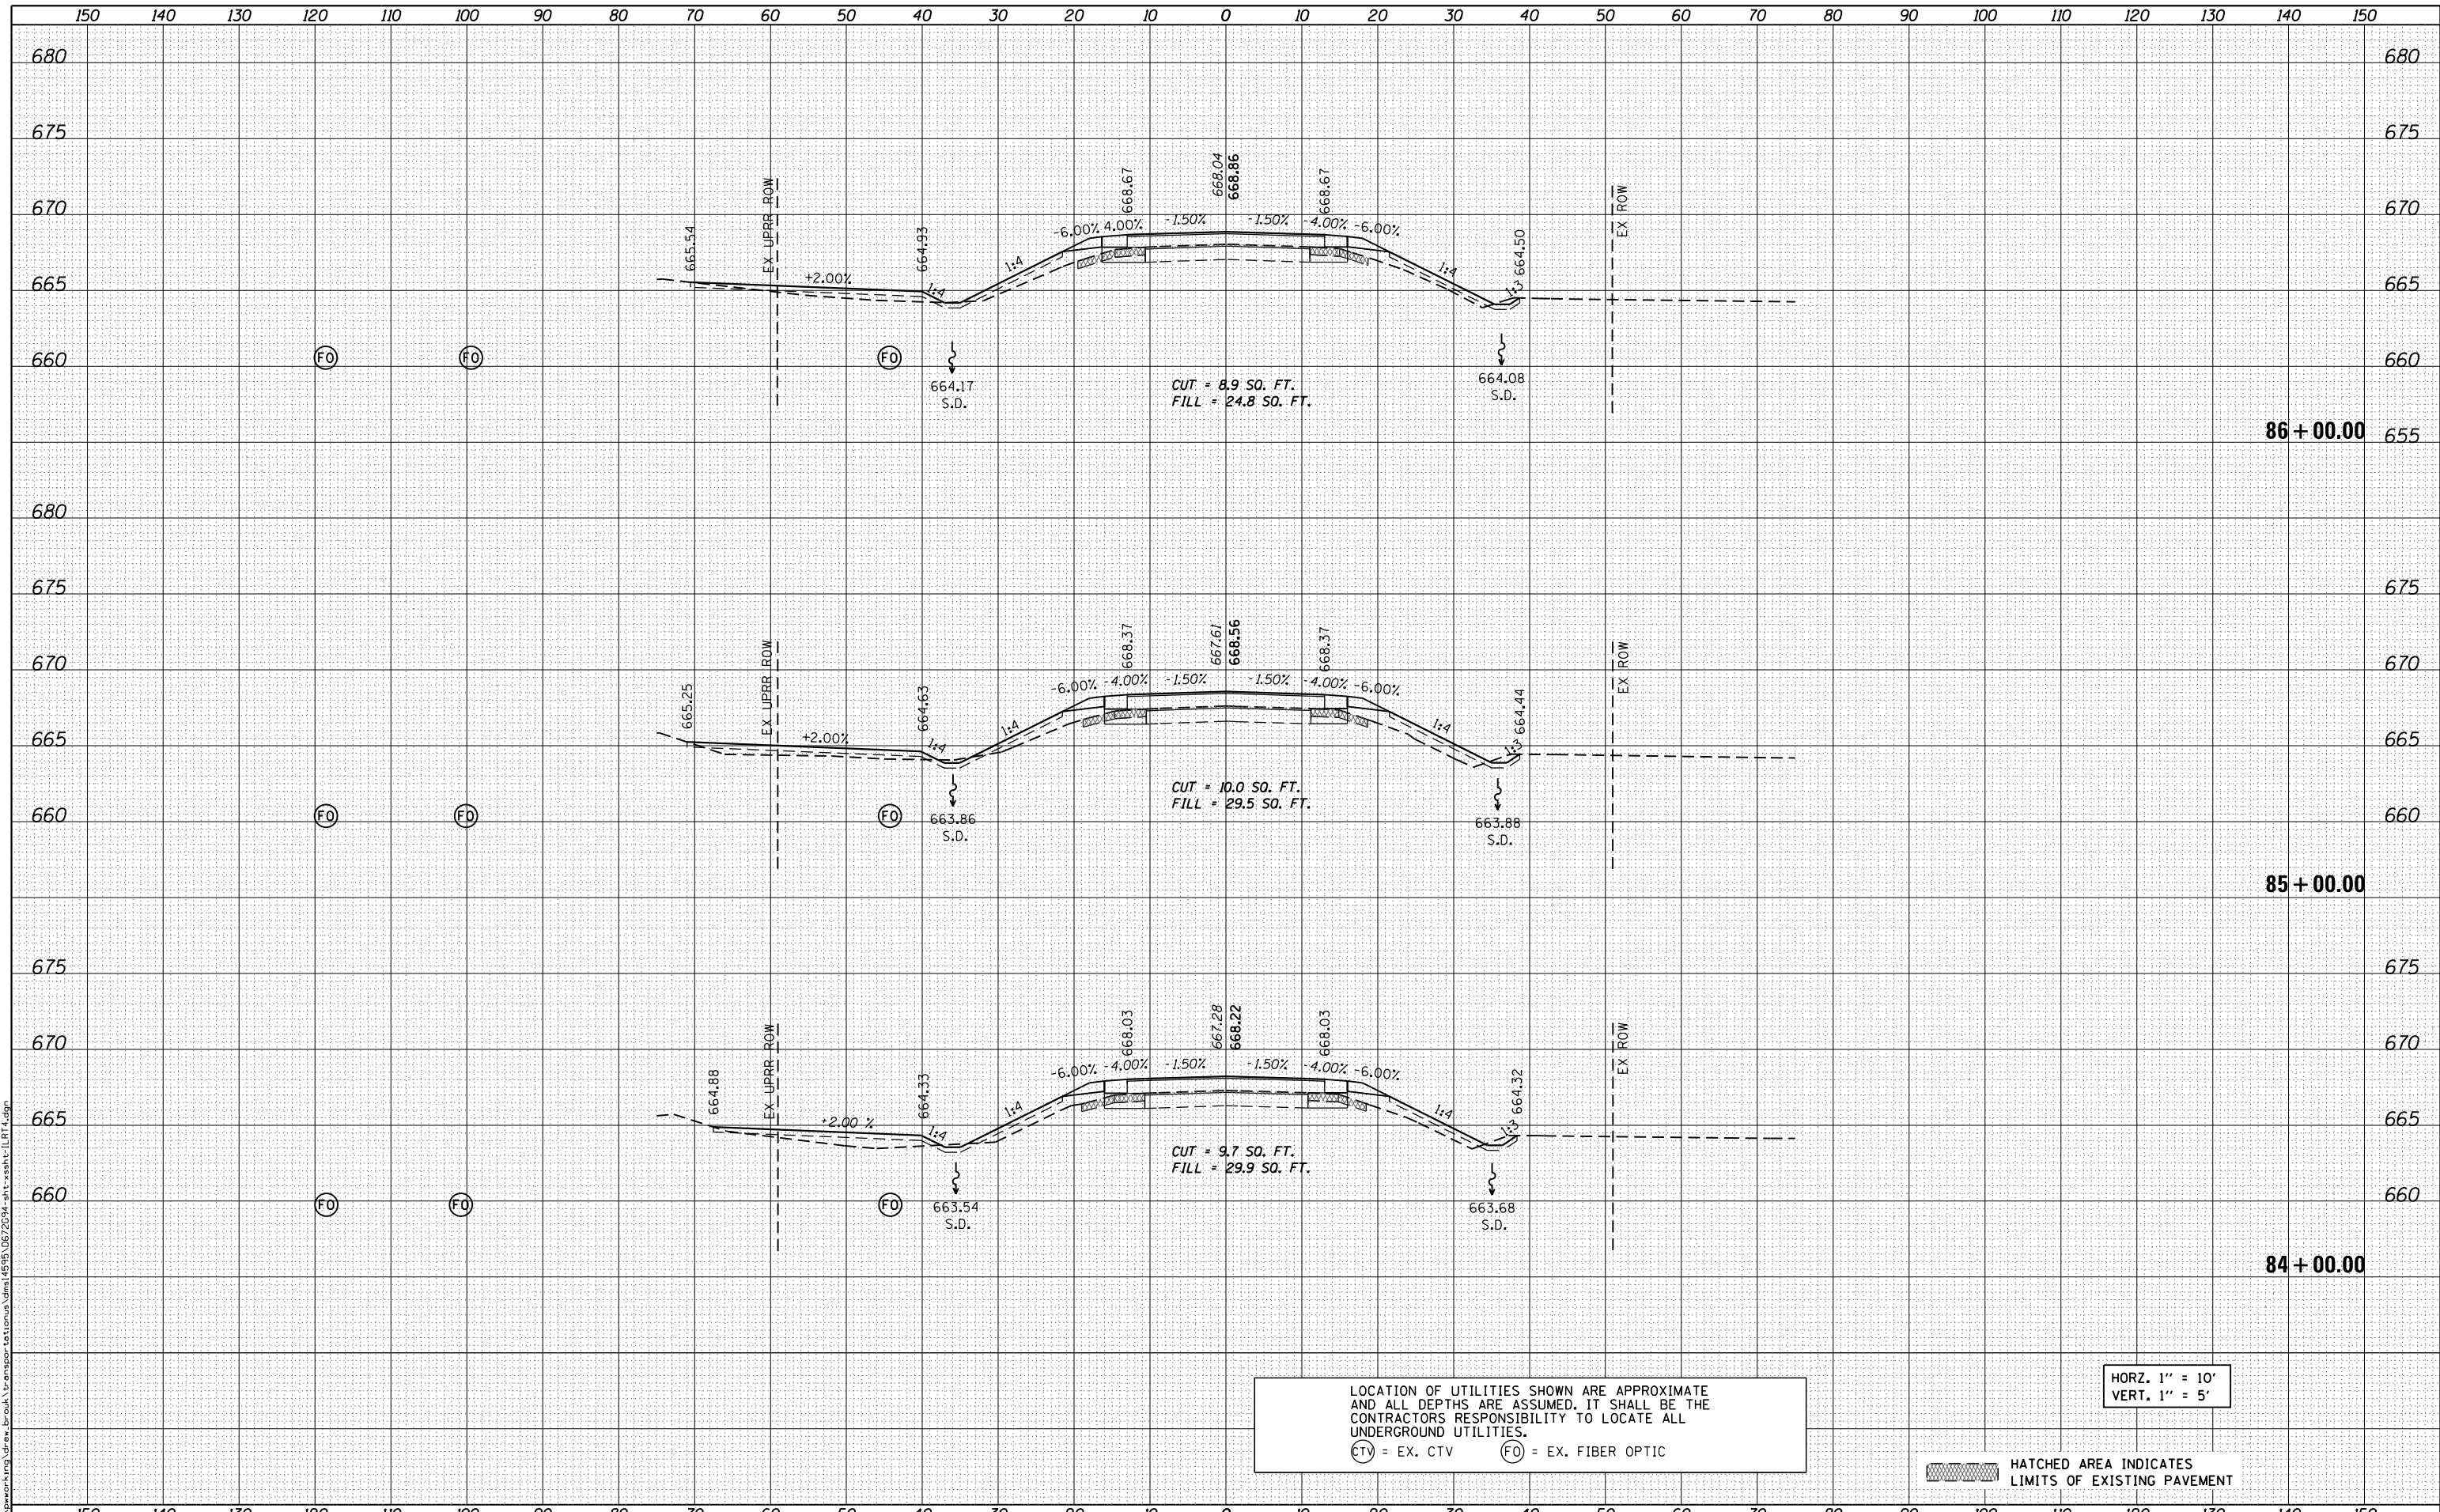 150 140 130 120 110 100 90 80 70 60 50 40 30 20 10 0 10 20 30 40 50 60 70 80 90 100 110 120 130 140 150
680 680
675 675
670 670
665 665
660 660
655
EX UPRR ROW
EX ROW
665.54
664.93
668.67
668.04
668.86
668.67
664.50
-6.00% 4.00% -1.50% -1.50% -4.00% -6.00%
+2.00%
1:4
1:4
1:4
1:3
FO FO FO
664.17
S.D.
664.08
S.D.
CUT = 8.9 SQ. FT.
FILL = 24.8 SQ. FT.
86+00.00
680 680
675 675
670 670
665 665
660 660
EX UPRR ROW
EX ROW
665.25
664.63
668.37
667.61
668.56
668.37
664.44
-6.00% -4.00% -1.50% -1.50% -4.00% -6.00%
+2.00%
1:4
1:4
1:4
1:3
FO FO FO
663.86
S.D.
663.88
S.D.
CUT = 10.0 SQ. FT.
FILL = 29.5 SQ. FT.
85+00.00
675 675
670 670
665 665
660 660
EX UPRR ROW
EX ROW
664.88
664.33
668.03
667.28
668.22
668.03
664.32
-6.00% -4.00% -1.50% -1.50% -4.00% -6.00%
+2.00 %
1:4
1:4
1:4
1:3
FO FO FO
663.54
S.D.
663.68
S.D.
CUT = 9.7 SQ. FT.
FILL = 29.9 SQ. FT.
84+00.00
LOCATION OF UTILITIES SHOWN ARE APPROXIMATE
AND ALL DEPTHS ARE ASSUMED. IT SHALL BE THE
CONTRACTORS RESPONSIBILITY TO LOCATE ALL
UNDERGROUND UTILITIES.
CTV = EX. CTV FO = EX. FIBER OPTIC
HORZ. 1" = 10'
VERT. 1" = 5'
HATCHED AREA INDICATES
LIMITS OF EXISTING PAVEMENT